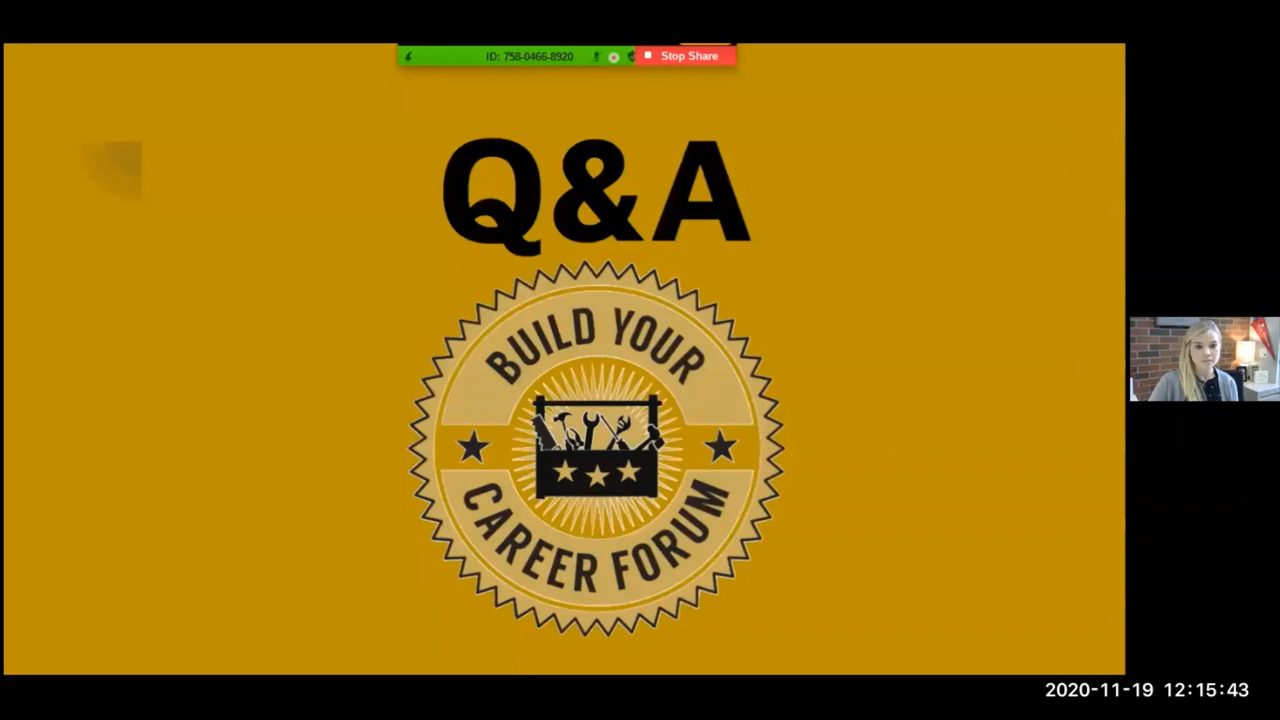 ID: 758-0466-8920
Stop Share
Q&A
BUILD YOUR
CAREER FORUM
2020-11-19 12:15:43